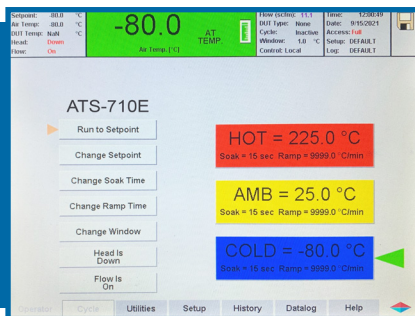 Setpoint: -80.0 °C
Air Temp: -80.0 °C
DUT Temp: NaN °C
Head: Down
Flow: On
-80.0
AT
TEMP.
Air Temp. [°C]
Flow (scfm): 11.1
DUT Type: None
Cycle: Inactive
Window: 1.0 °C
Control: Local
Time: 12:00:49
Date: 9/15/2021
Access: Full
Setup: DEFAULT
Datalog: DEFAULT
ATS-710E
Run to Setpoint
Change Setpoint
Change Soak Time
Change Ramp Time
Change Window
Head Is
Down
Flow Is
On
HOT = 225.0 °C
Soak = 15 sec Ramp = 9999.0 °C/min
AMB = 25.0 °C
Soak = 15 sec Ramp = 9999.0 °C/min
COLD = -80.0 °C
Soak = 15 sec Ramp = 9999.0 °C/min
Operator Cycle Utilities Setup History Datalog Help